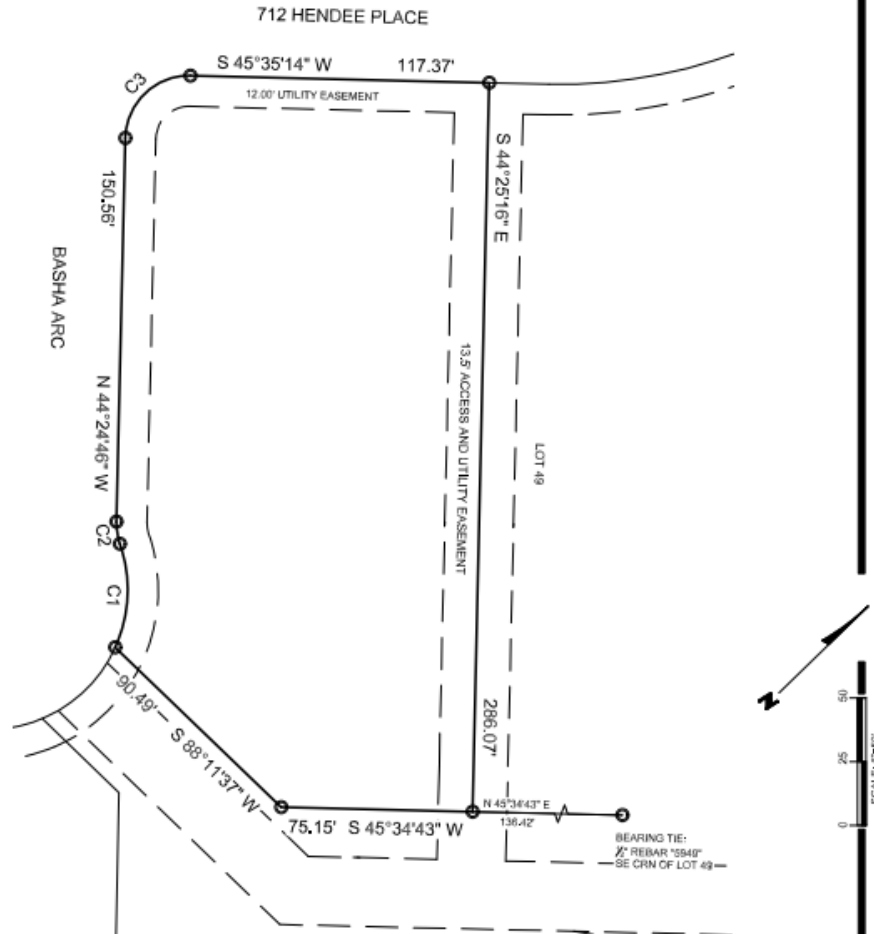 712 HENDEE PLACE
S 45°35'14" W
117.37'
12.00' UTILITY EASEMENT
C3
150.56'
S 44°25'16" E
BASHA ARC
N 44°24'46" W
13.5' ACCESS AND UTILITY EASEMENT
LOT 49
C2
C1
90.49'
S 88°11'37" W
286.07'
75.15'
S 45°34'43" W
N 45°34'43" E
136.42'
BEARING TIE:
½" REBAR "5949"
SE CRN OF LOT 49
N
50
25
0